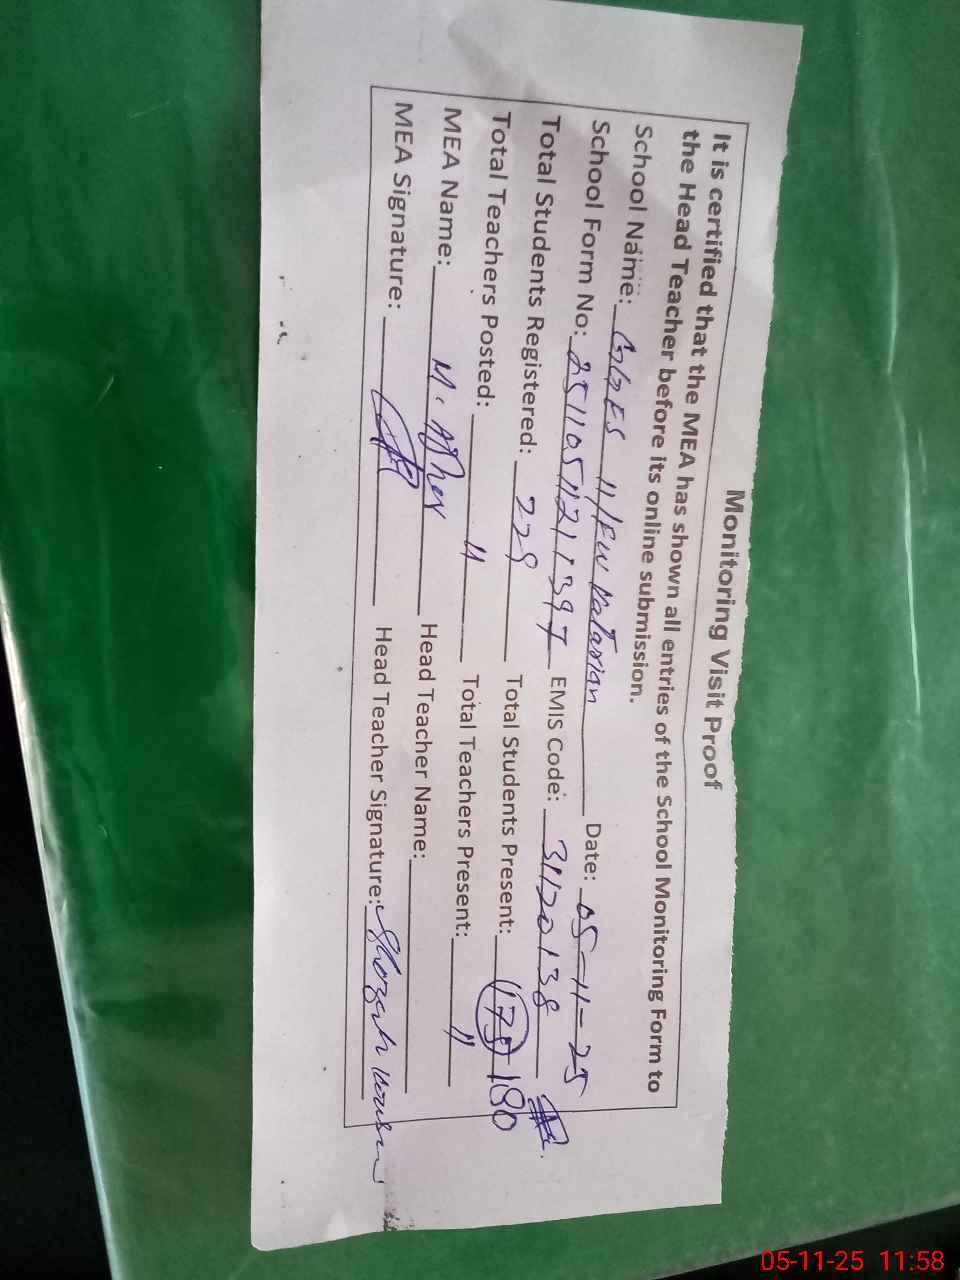 Monitoring Visit Proof
It is certified that the MEA has shown all entries of the School Monitoring Form to
the Head Teacher before its online submission.
School Name: GGES 11/EW Date: 05-11-25
School Form No: 25110511211397 EMIS Code: 31120138
Total Students Registered: 229 Total Students Present: 175 180
Total Teachers Posted: 11 Total Teachers Present: 11
MEA Name: M. Head Teacher Name:
MEA Signature: Head Teacher Signature:
05-11-25 11:58